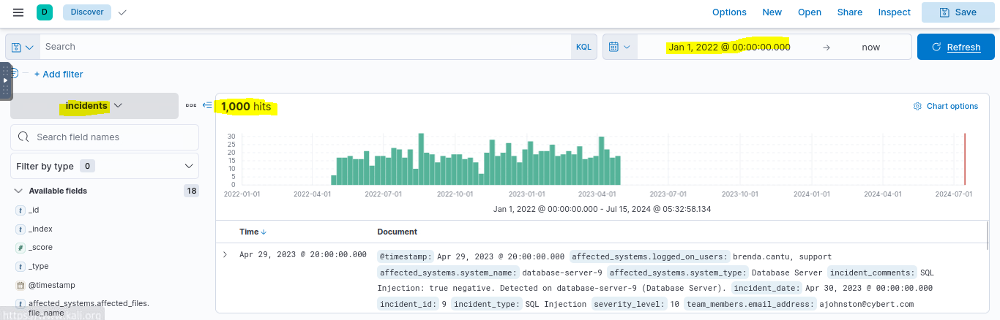 D Discover Options New Open Share Inspect Save
Search KQL Jan 1, 2022 @ 00:00:00.000 → now Refresh
+ Add filter
incidents 1,000 hits Chart options
Search field names
Filter by type 0
Available fields 18
t _id
t _index
# _score
t _type
@timestamp
t affected_systems.affected_files.
file_name
https://www.kali.org
30
25
20
15
10
5
0
2022-01-01 2022-04-01 2022-07-01 2022-10-01 2023-01-01 2023-04-01 2023-07-01 2023-10-01 2024-01-01 2024-04-01 2024-07-01
Jan 1, 2022 @ 00:00:00.000 - Jul 15, 2024 @ 05:32:58.134
Time ↓ Document
Apr 29, 2023 @ 20:00:00.000 @timestamp: Apr 29, 2023 @ 20:00:00.000 affected_systems.logged_on_users: brenda.cantu, support
affected_systems.system_name: database-server-9 affected_systems.system_type: Database Server incident_comments: SQL
Injection: true negative. Detected on database-server-9 (Database Server). incident_date: Apr 30, 2023 @ 00:00:00.000
incident_id: 9 incident_type: SQL Injection severity_level: 10 team_members.email_address: ajohnston@cybert.com